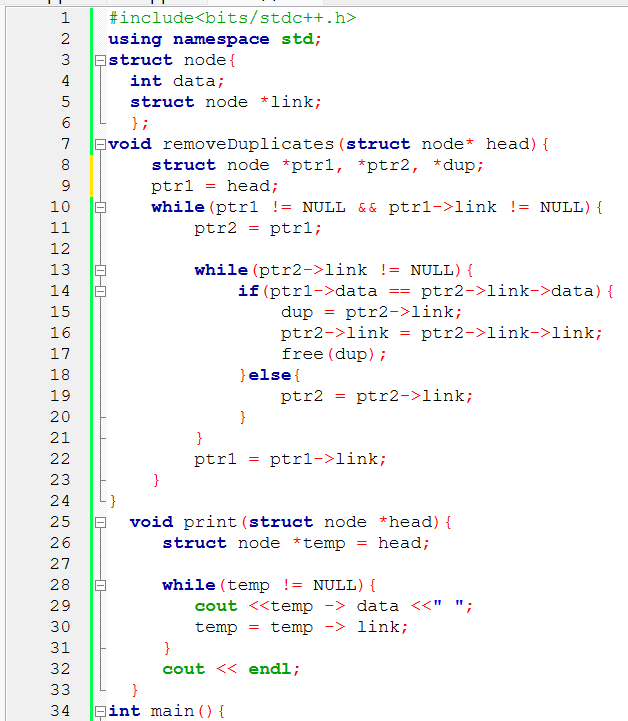 1 #include<bits/stdc++.h>
2 using namespace std;
3 struct node{
4 int data;
5 struct node *link;
6 };
7 void removeDuplicates(struct node* head){
8 struct node *ptr1, *ptr2, *dup;
9 ptr1 = head;
10 while(ptr1 != NULL && ptr1->link != NULL){
11 ptr2 = ptr1;
12
13 while(ptr2->link != NULL){
14 if(ptr1->data == ptr2->link->data){
15 dup = ptr2->link;
16 ptr2->link = ptr2->link->link;
17 free(dup);
18 }else{
19 ptr2 = ptr2->link;
20 }
21 }
22 ptr1 = ptr1->link;
23 }
24 }
25 void print(struct node *head){
26 struct node *temp = head;
27
28 while(temp != NULL){
29 cout <<temp -> data <<" ";
30 temp = temp -> link;
31 }
32 cout << endl;
33 }
34 int main(){